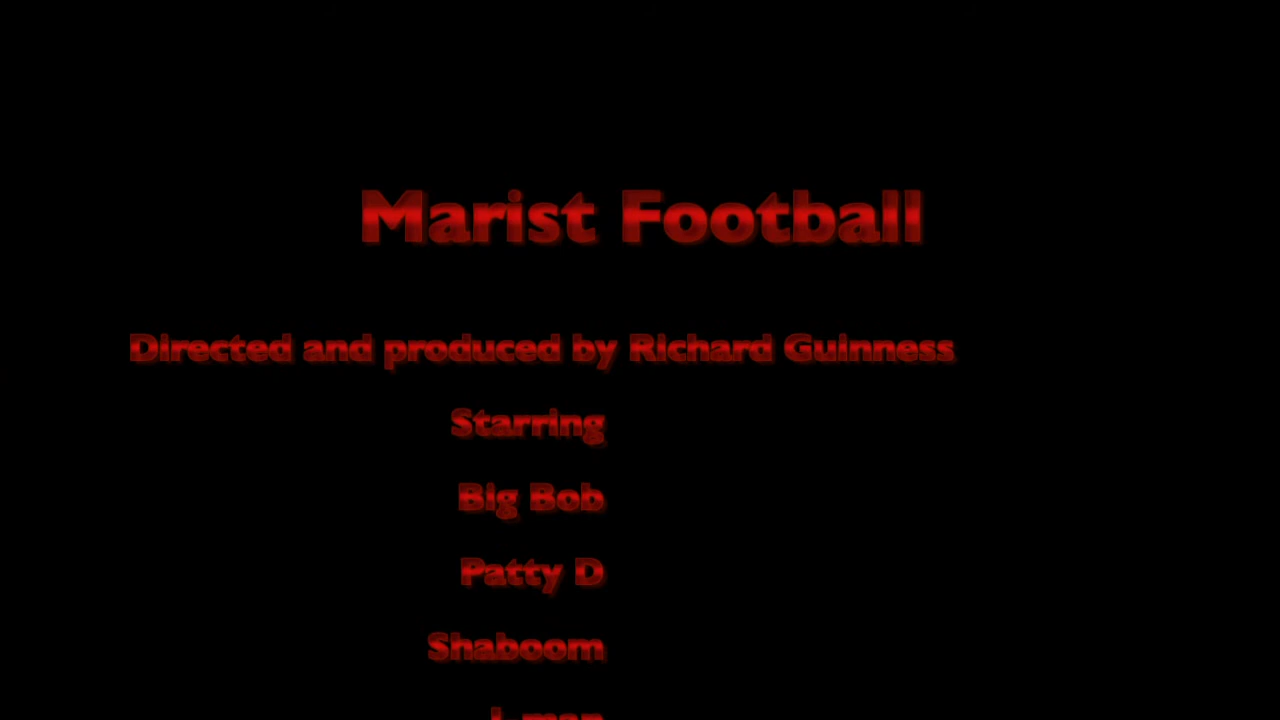 Marist Football
Directed and produced by Richard Guinness
Starring
Big Bob
Patty D
Shaboom